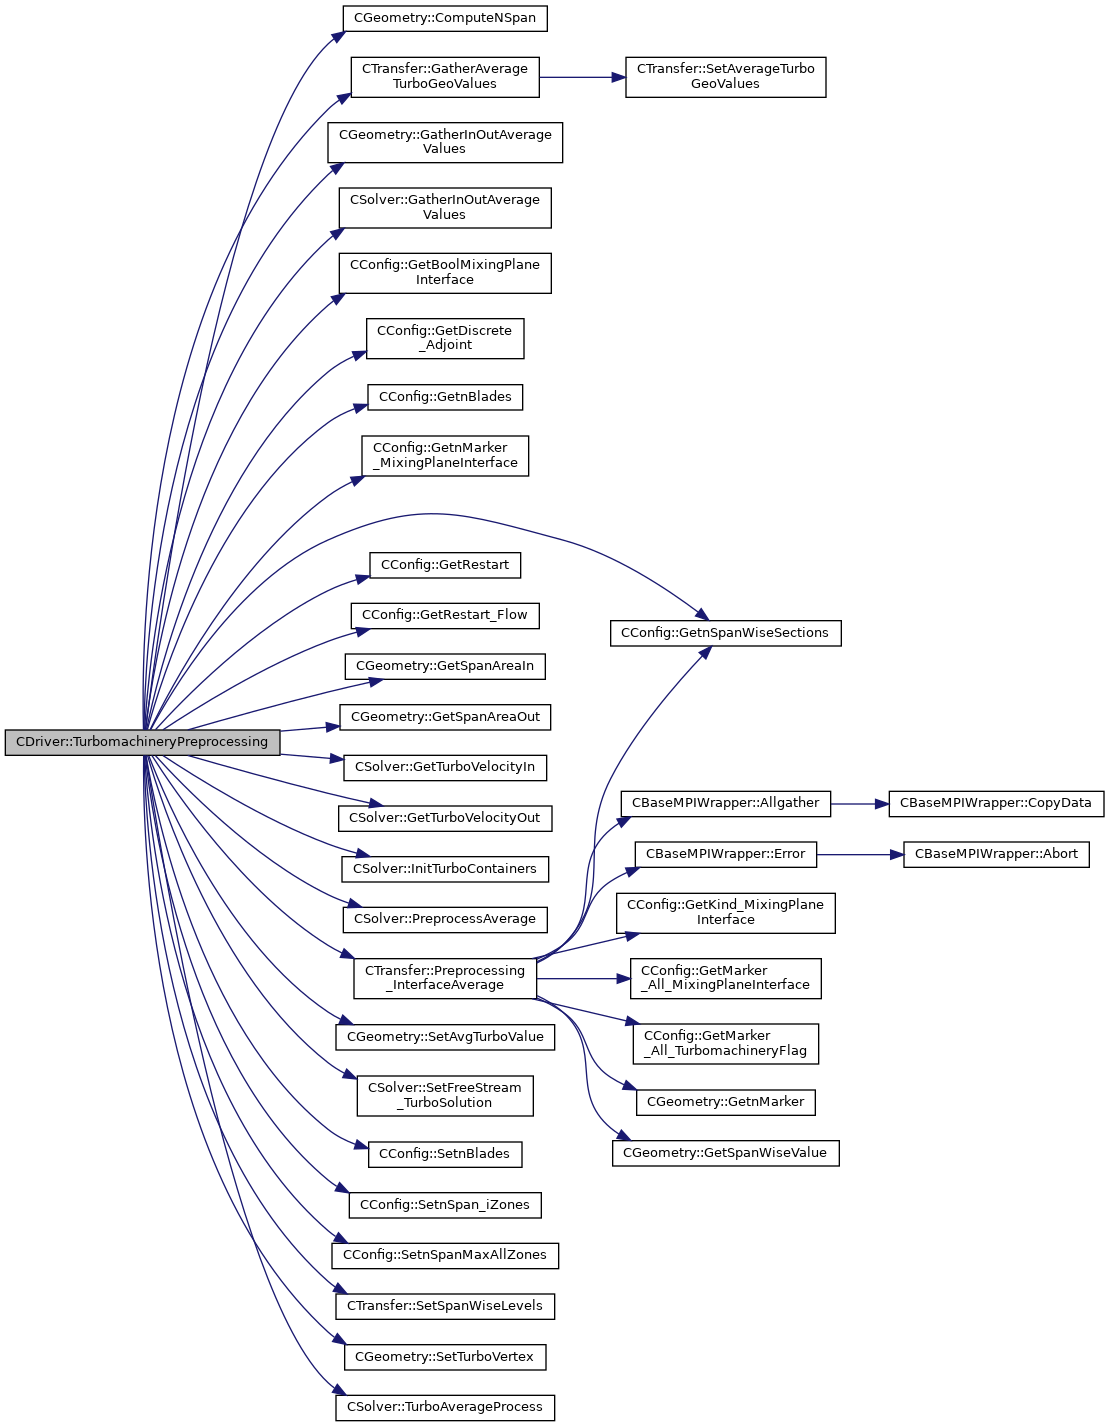 CGeometry::ComputeNSpan
CTransfer::GatherAverage
TurboGeoValues
CTransfer::SetAverageTurbo
GeoValues
CGeometry::GatherInOutAverage
Values
CSolver::GatherInOutAverage
Values
CConfig::GetBoolMixingPlane
Interface
CConfig::GetDiscrete
_Adjoint
CConfig::GetnBlades
CConfig::GetnMarker
_MixingPlaneInterface
CConfig::GetRestart
CConfig::GetRestart_Flow
CConfig::GetnSpanWiseSections
CGeometry::GetSpanAreaIn
CGeometry::GetSpanAreaOut
CDriver::TurbomachineryPreprocessing
CSolver::GetTurboVelocityIn
CSolver::GetTurboVelocityOut
CBaseMPIWrapper::Allgather
CBaseMPIWrapper::CopyData
CSolver::InitTurboContainers
CBaseMPIWrapper::Error
CBaseMPIWrapper::Abort
CSolver::PreprocessAverage
CConfig::GetKind_MixingPlane
Interface
CTransfer::Preprocessing
_InterfaceAverage
CConfig::GetMarker
_All_MixingPlaneInterface
CGeometry::SetAvgTurboValue
CConfig::GetMarker
_All_TurbomachineryFlag
CSolver::SetFreeStream
_TurboSolution
CGeometry::GetnMarker
CConfig::SetnBlades
CGeometry::GetSpanWiseValue
CConfig::SetnSpan_iZones
CConfig::SetnSpanMaxAllZones
CTransfer::SetSpanWiseLevels
CGeometry::SetTurboVertex
CSolver::TurboAverageProcess